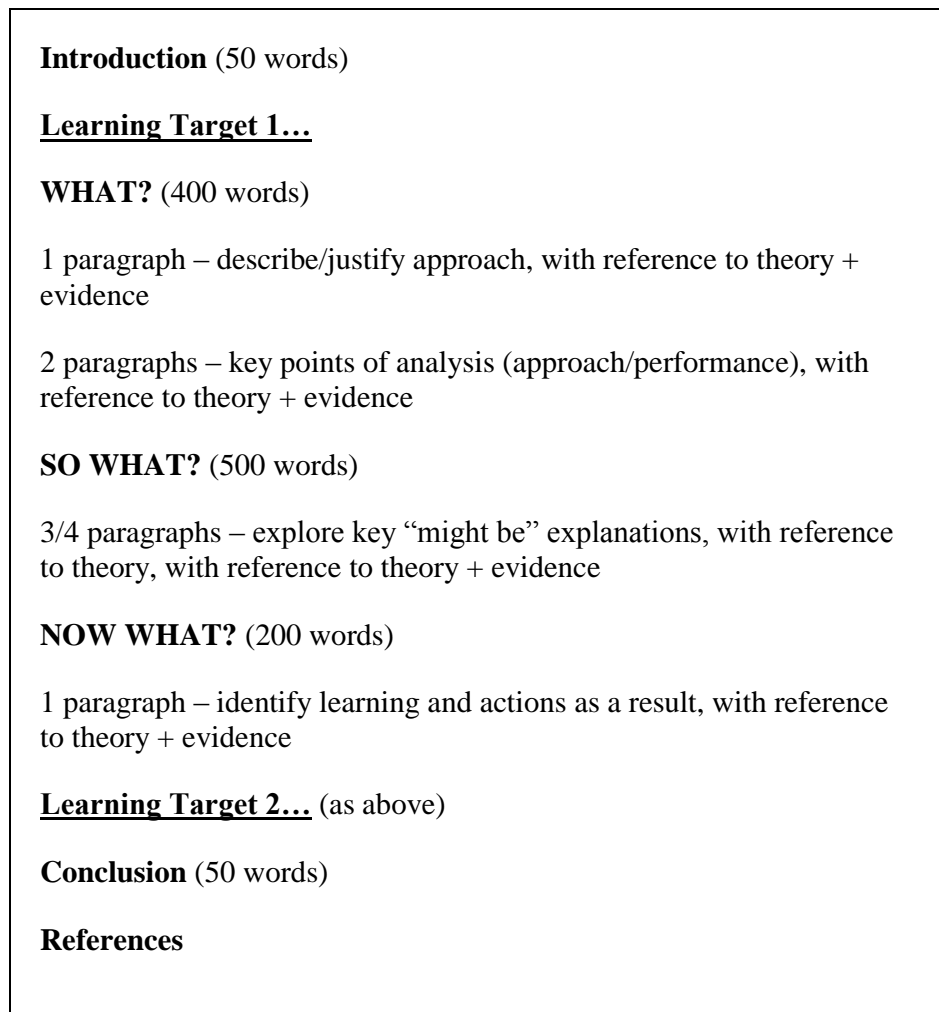 Introduction (50 words)
Learning Target 1…
WHAT? (400 words)
1 paragraph – describe/justify approach, with reference to theory +
evidence
2 paragraphs – key points of analysis (approach/performance), with
reference to theory + evidence
SO WHAT? (500 words)
3/4 paragraphs – explore key “might be” explanations, with reference
to theory, with reference to theory + evidence
NOW WHAT? (200 words)
1 paragraph – identify learning and actions as a result, with reference
to theory + evidence
Learning Target 2… (as above)
Conclusion (50 words)
References